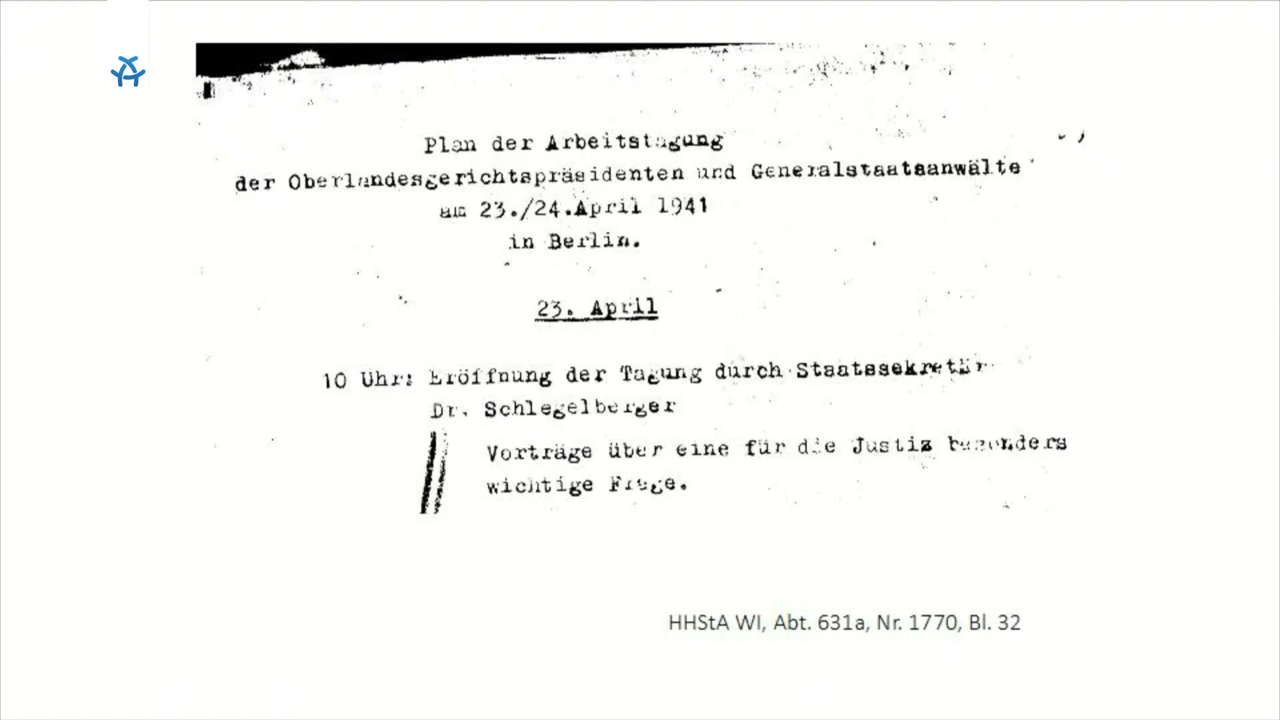 Plan der Arbeitstagung
der Oberlandesgerichtspräsidenten und Generalstaatsanwälte
am 23./24.April 1941
in Berlin.
23. April
10 Uhr: Eröffnung der Tagung durch Staatssekretär
Dr. Schlegelberger
Vorträge über eine für die Justiz besonders
wichtige Frage.
HHStA WI, Abt. 631a, Nr. 1770, Bl. 32